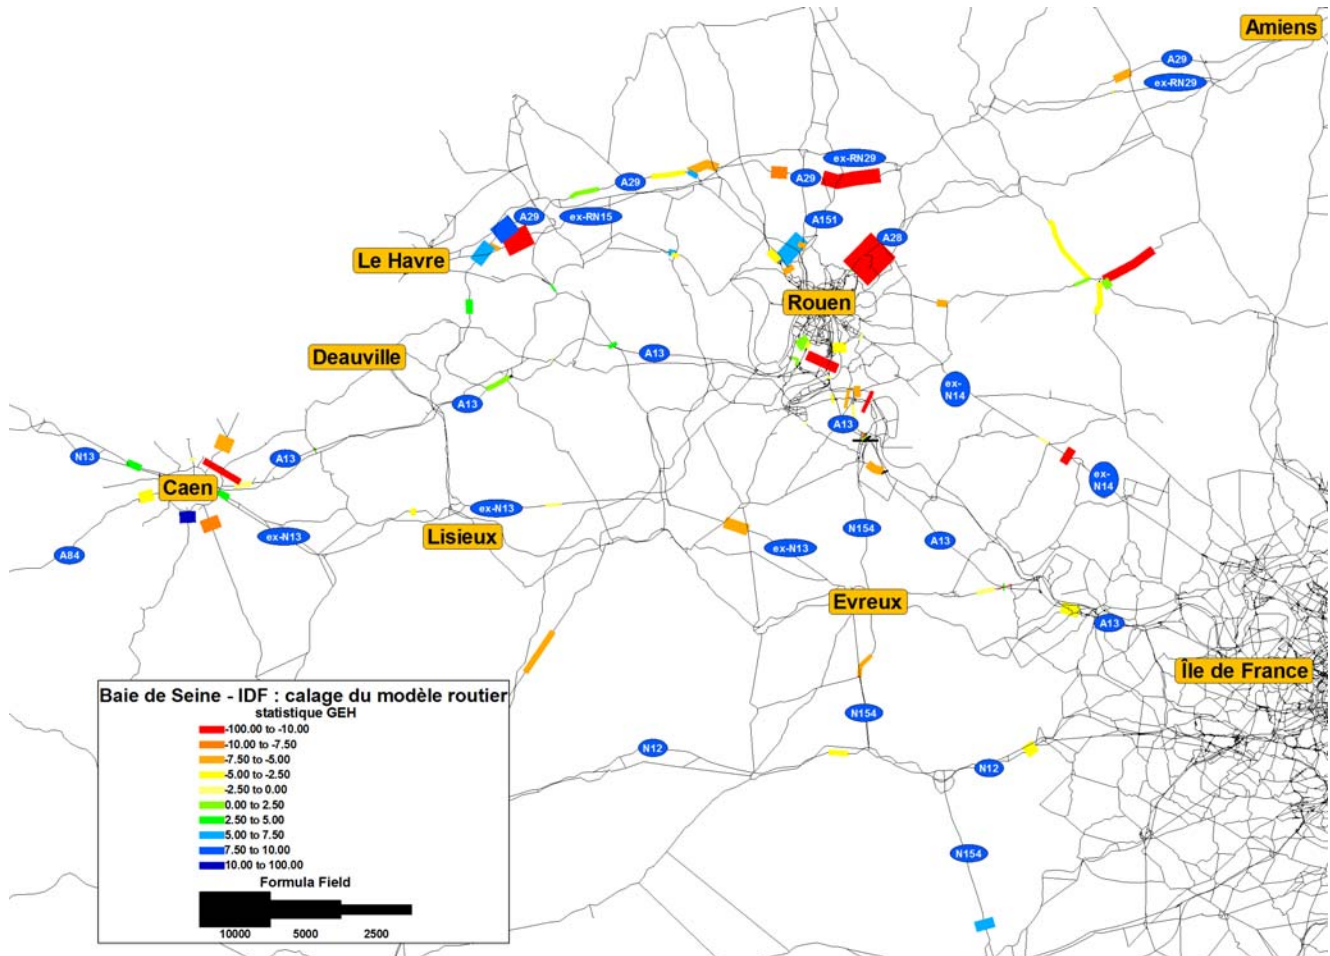 Amiens
A29
ex-RN29
ex-RN29
A29
A29
A151
A29
ex-RN15
A28
Le Havre
Rouen
Deauville
A13
ex-
N14
A13
A13
N13
A13
ex-
N14
Caen
ex-N13
Lisieux
N154
ex-N13
A13
ex-N13
A84
Evreux
A13
Île de France
N154
N12
N12
N154
Baie de Seine - IDF : calage du modèle routier
statistique GEH
-100.00 to -10.00
-10.00 to -7.50
-7.50 to -5.00
-5.00 to -2.50
-2.50 to 0.00
0.00 to 2.50
2.50 to 5.00
5.00 to 7.50
7.50 to 10.00
10.00 to 100.00
Formula Field
10000 5000 2500